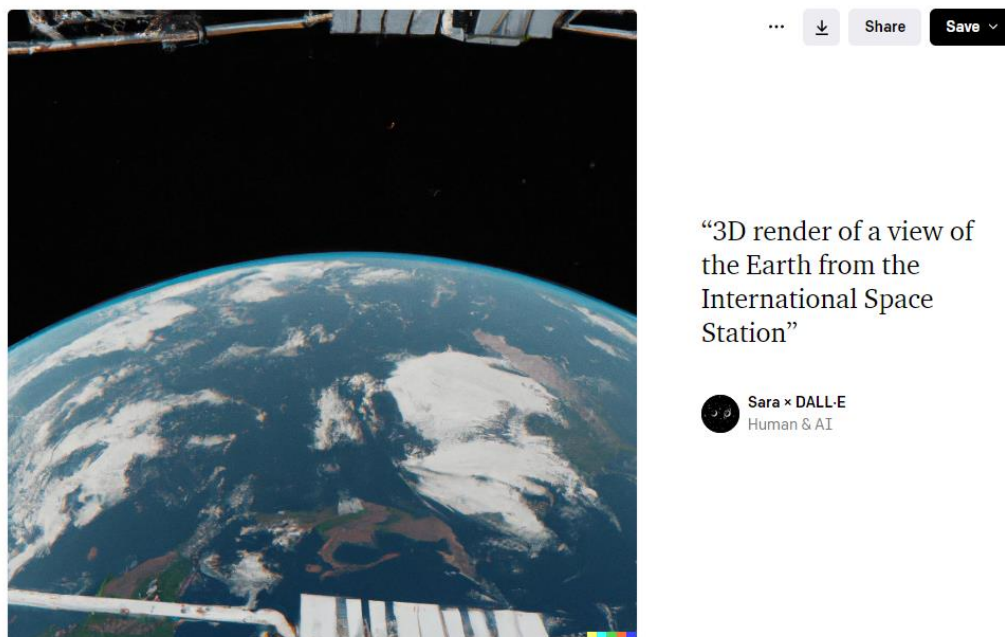 Share
Save
“3D render of a view of
the Earth from the
International Space
Station”
Sara × DALL·E
Human & AI